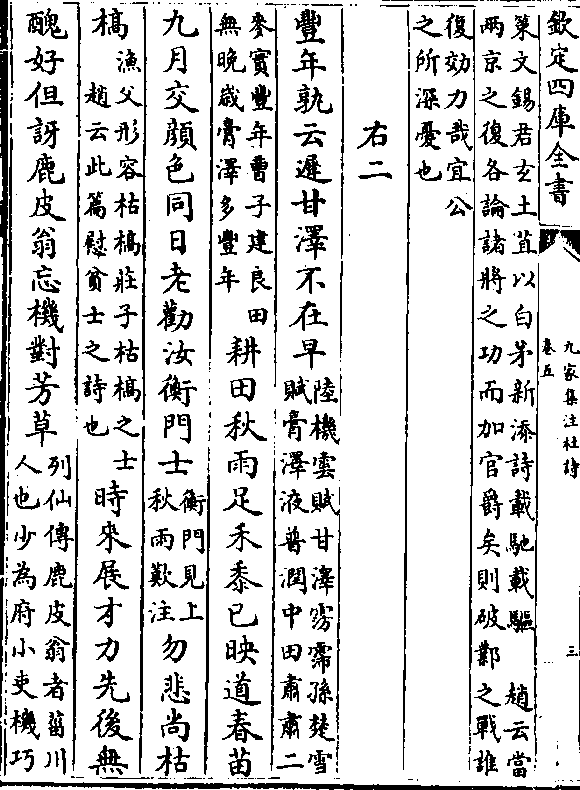 欽定四庫全書
九家集注杜詩
卷五
三
策文錫君玄土苴以白茅新添詩載馳載驅 趙云當
兩京之復各論諸將之功而加官爵矣則破鄴之戰誰
復効力哉宜公
之所深憂也
右二
豐年孰云遲甘澤不在早
陸機雲賦甘澤霶霈孫楚雪
賦膏澤液普潤中田肅肅二
麥實豐年曹子建良田
無晚歲膏澤多豐年
耕田秋雨足禾黍已映道春苗
九月交顔色同日老勸汝衡門士
衡門見上
秋雨歎注
勿悲尚枯
槁
漁父形容枯槁莊子枯槁之士
趙云此篇慰貧士之詩也
時來展才力先後無
醜好但訝鹿皮翁忘機對芳草
列仙傳鹿皮翁者菑川
人也少為府小吏機巧